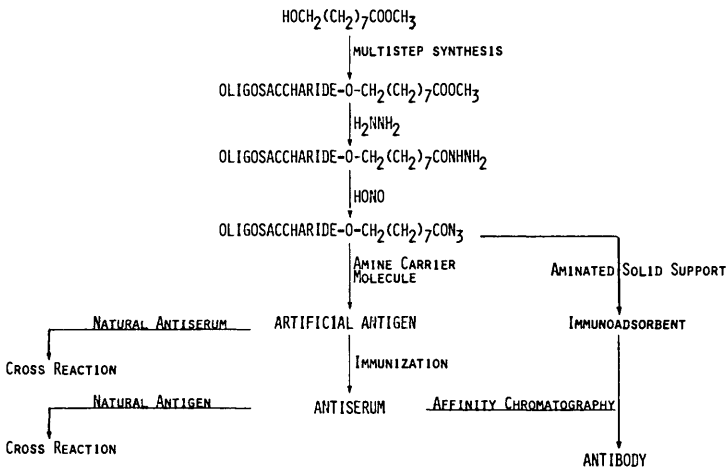 HOCH₂(CH₂)₇COOCH₃
MULTISTEP SYNTHESIS
OLIGOSACCHARIDE-O-CH₂(CH₂)₇COOCH₃
H₂NNH₂
OLIGOSACCHARIDE-O-CH₂(CH₂)₇CONHNH₂
HONO
OLIGOSACCHARIDE-O-CH₂(CH₂)₇CON₃
AMINE CARRIER
MOLECULE
AMINATED SOLID SUPPORT
NATURAL ANTISERUM
ARTIFICIAL ANTIGEN
IMMUNOADSORBENT
CROSS REACTION
IMMUNIZATION
NATURAL ANTIGEN
ANTISERUM
AFFINITY CHROMATOGRAPHY
CROSS REACTION
ANTIBODY